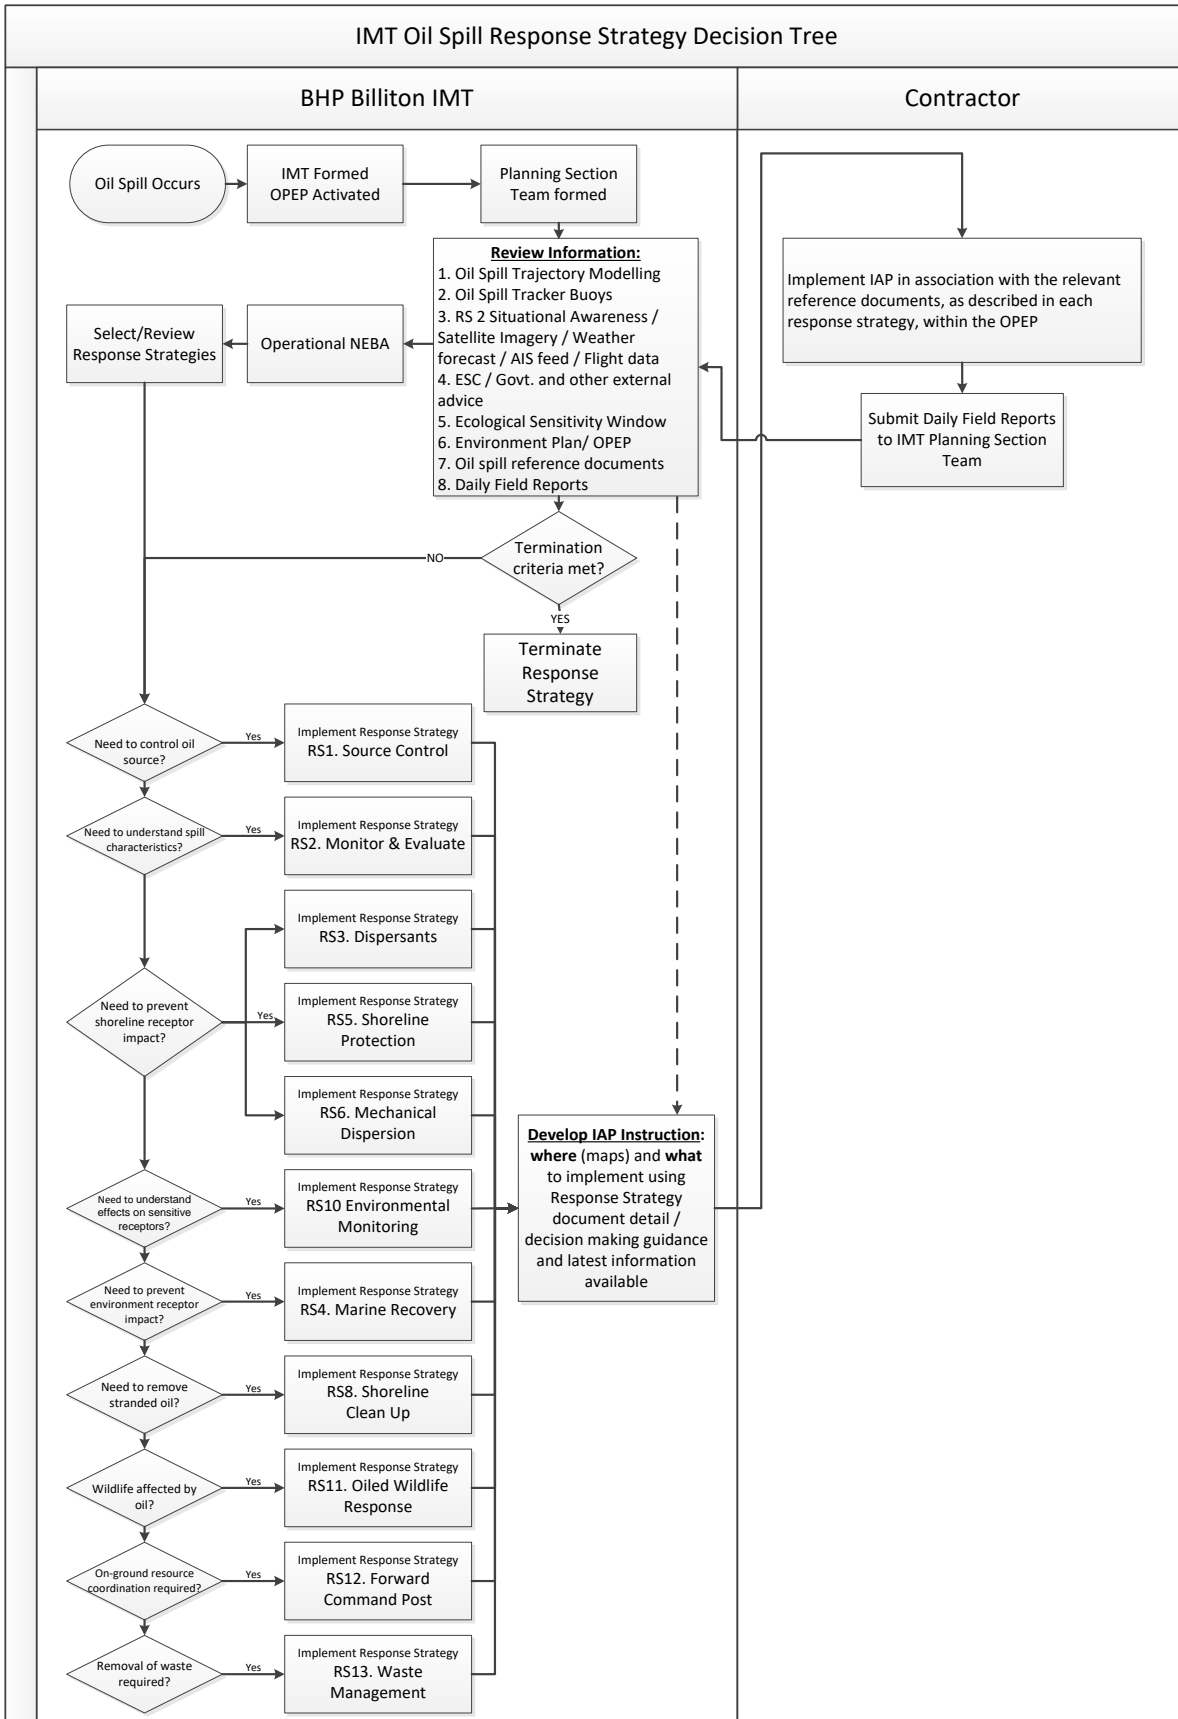 IMT Oil Spill Response Strategy Decision Tree
BHP Billiton IMT
Contractor
Oil Spill Occurs
IMT Formed
OPEP Activated
Planning Section
Team formed
Review Information:
1. Oil Spill Trajectory Modelling
2. Oil Spill Tracker Buoys
3. RS 2 Situational Awareness /
Satellite Imagery / Weather
forecast / AIS feed / Flight data
4. ESC / Govt. and other external
advice
5. Ecological Sensitivity Window
6. Environment Plan/ OPEP
7. Oil spill reference documents
8. Daily Field Reports
Operational NEBA
Select/Review
Response Strategies
Implement IAP in association with the relevant
reference documents, as described in each
response strategy, within the OPEP
Submit Daily Field Reports
to IMT Planning Section
Team
Termination
criteria met?
NO
YES
Terminate
Response
Strategy
Need to control oil
source?
Yes
Implement Response Strategy
RS1. Source Control
Need to understand spill
characteristics?
Yes
Implement Response Strategy
RS2. Monitor & Evaluate
Implement Response Strategy
RS3. Dispersants
Need to prevent
shoreline receptor
impact?
Yes
Implement Response Strategy
RS5. Shoreline
Protection
Implement Response Strategy
RS6. Mechanical
Dispersion
Develop IAP Instruction:
where (maps) and what
to implement using
Response Strategy
document detail /
decision making guidance
and latest information
available
Need to understand
effects on sensitive
receptors?
Yes
Implement Response Strategy
RS10 Environmental
Monitoring
Need to prevent
environment receptor
impact?
Yes
Implement Response Strategy
RS4. Marine Recovery
Need to remove
stranded oil?
Yes
Implement Response Strategy
RS8. Shoreline
Clean Up
Wildlife affected by
oil?
Yes
Implement Response Strategy
RS11. Oiled Wildlife
Response
On-ground resource
coordination required?
Yes
Implement Response Strategy
RS12. Forward
Command Post
Removal of waste
required?
Yes
Implement Response Strategy
RS13. Waste
Management